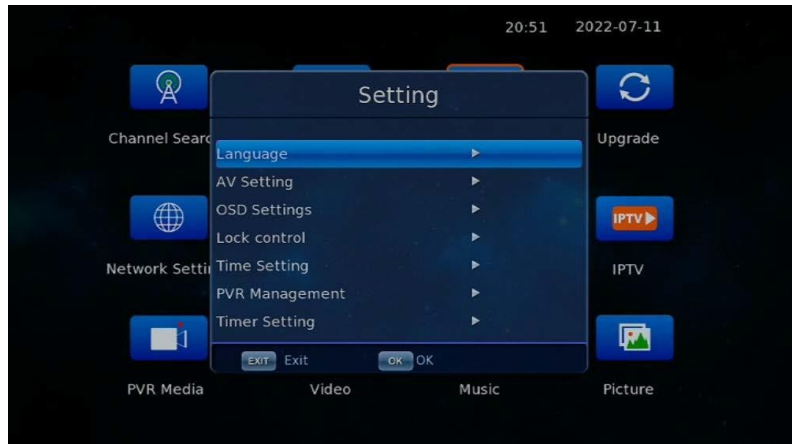 20:51 2022-07-11
Setting
Channel Searc
Upgrade
Language
AV Setting
OSD Settings
IPTV
Lock control
Network Settin
Time Setting
IPTV
PVR Management
Timer Setting
EXIT Exit OK OK
PVR Media
Video
Music
Picture